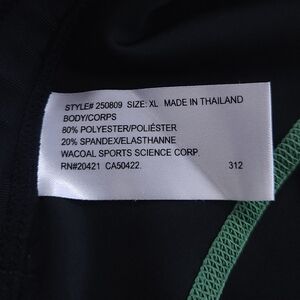 STYLE# 250809 SIZE: XL MADE IN THAILAND
BODY/CORPS
80% POLYESTER/POLIÉSTER
20% SPANDEX/ELASTHANNE
WACOAL SPORTS SCIENCE CORP.
RN#20421 CA50422. 312